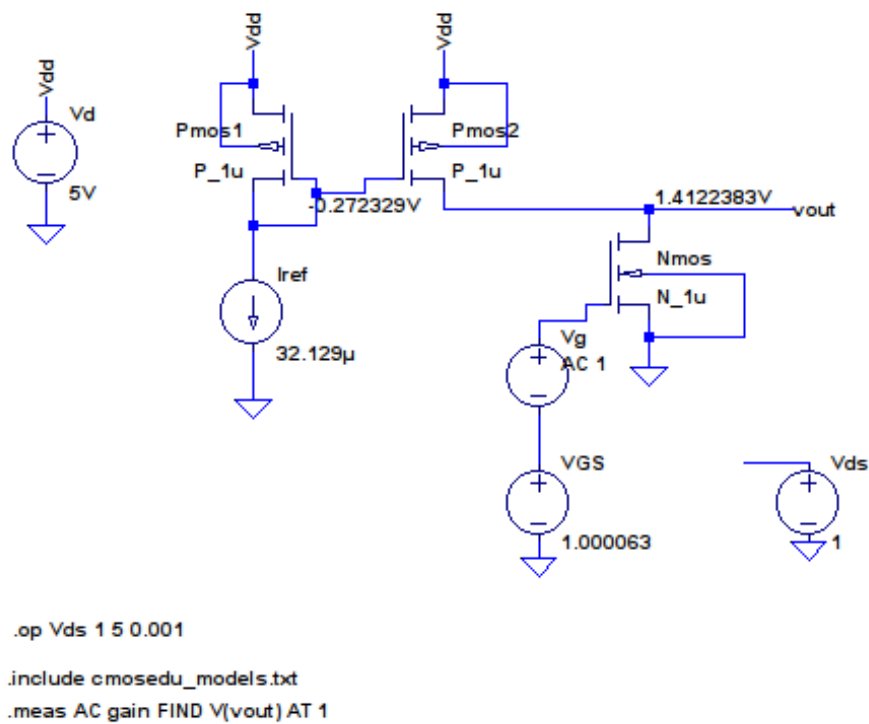 Vdd
Vdd
Vdd
Vd
5V
Pmos1
P_1u
Pmos2
P_1u
-0.272329V
1.4122383V
vout
Iref
32.129µ
Nmos
N_1u
Vg
AC 1
VGS
1.000063
Vds
1
.op Vds 1 5 0.001
.include cmosedu_models.txt
.meas AC gain FIND V(vout) AT 1